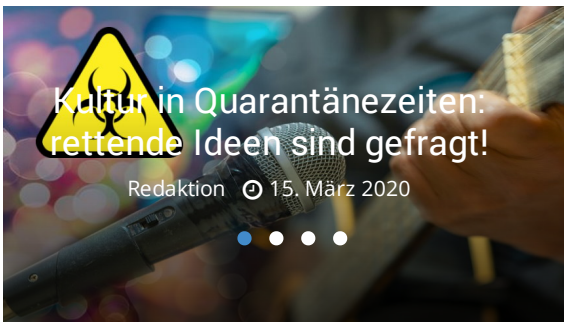 Kultur in Quarantänezeiten:
rettende Ideen sind gefragt!
Redaktion 15. März 2020